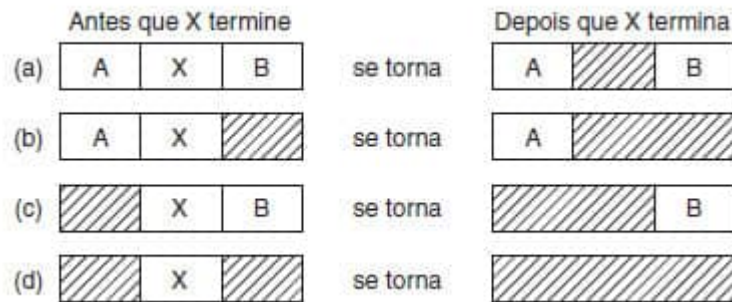 Antes que X termine Depois que X termina
(a) A X B se torna A B
(b) A X se torna A
(c) X B se torna B
(d) X se torna